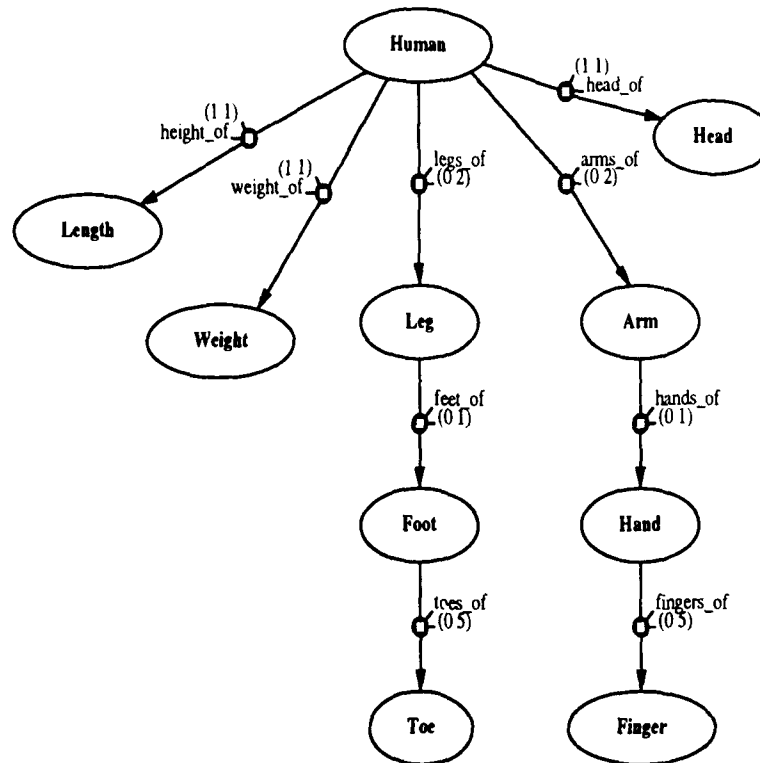 Human
(1 1)
head_of
Head
(1 1)
height_of
(1 1)
weight_of
legs_of
(0 2)
arms_of
(0 2)
Length
Weight
Leg
Arm
feet_of
(0 1)
hands_of
(0 1)
Foot
Hand
toes_of
(0 5)
fingers_of
(0 5)
Toe
Finger